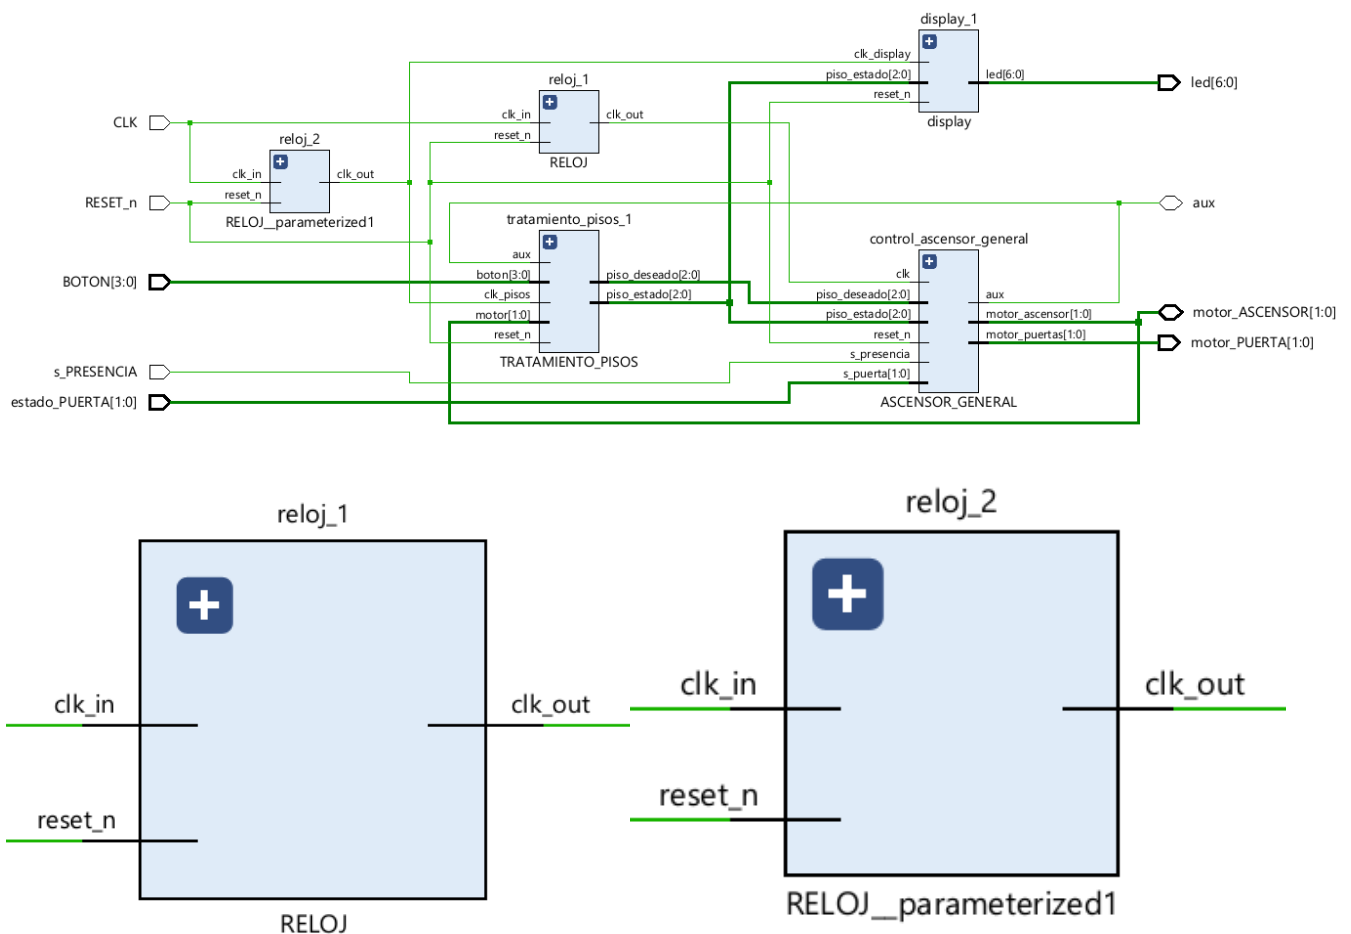 display_1
clk_display
piso_estado[2:0]
led[6:0]
led[6:0]
reset_n
display
reloj_1
clk_in
clk_out
reset_n
RELOJ
CLK
reloj_2
clk_in
clk_out
reset_n
RELOJ__parameterized1
RESET_n
aux
tratamiento_pisos_1
aux
boton[3:0]
piso_deseado[2:0]
clk_pisos
piso_estado[2:0]
motor[1:0]
reset_n
TRATAMIENTO_PISOS
BOTON[3:0]
control_ascensor_general
clk
piso_deseado[2:0]
aux
piso_estado[2:0]
motor_ascensor[1:0]
reset_n
motor_puertas[1:0]
s_presencia
s_puerta[1:0]
ASCENSOR_GENERAL
motor_ASCENSOR[1:0]
motor_PUERTA[1:0]
s_PRESENCIA
estado_PUERTA[1:0]
reloj_1
clk_in
clk_out
reset_n
RELOJ
reloj_2
clk_in
clk_out
reset_n
RELOJ__parameterized1